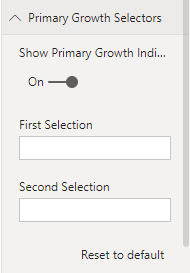 Primary Growth Selectors
Show Primary Growth Indi...
On
First Selection
Second Selection
Reset to default